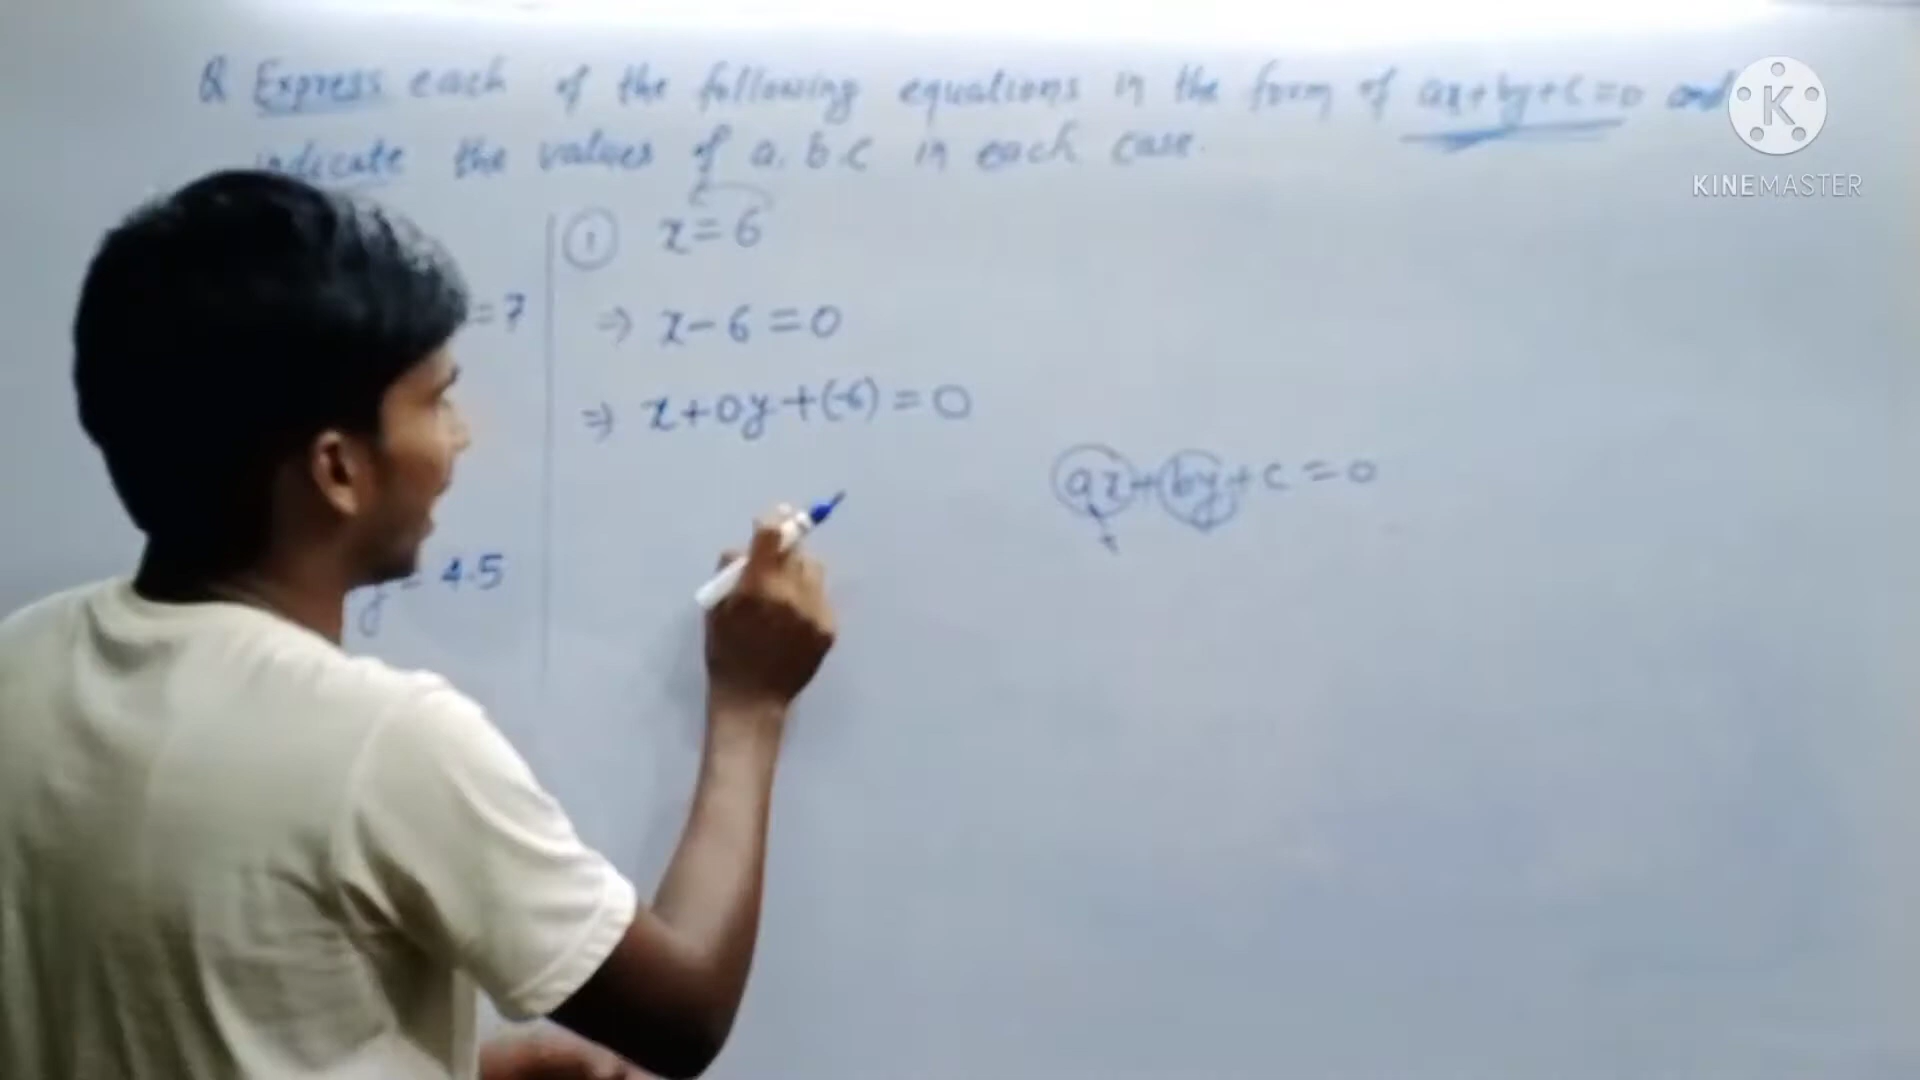 Q Express each of the following equations in the form of ax+by+c=0 and
indicate the values of a, b, c in each case.
① x=6
=7
⇒ x-6=0
⇒ x+0y+(-6)=0
ax+by+c=0
y=4.5
K
KINEMASTER